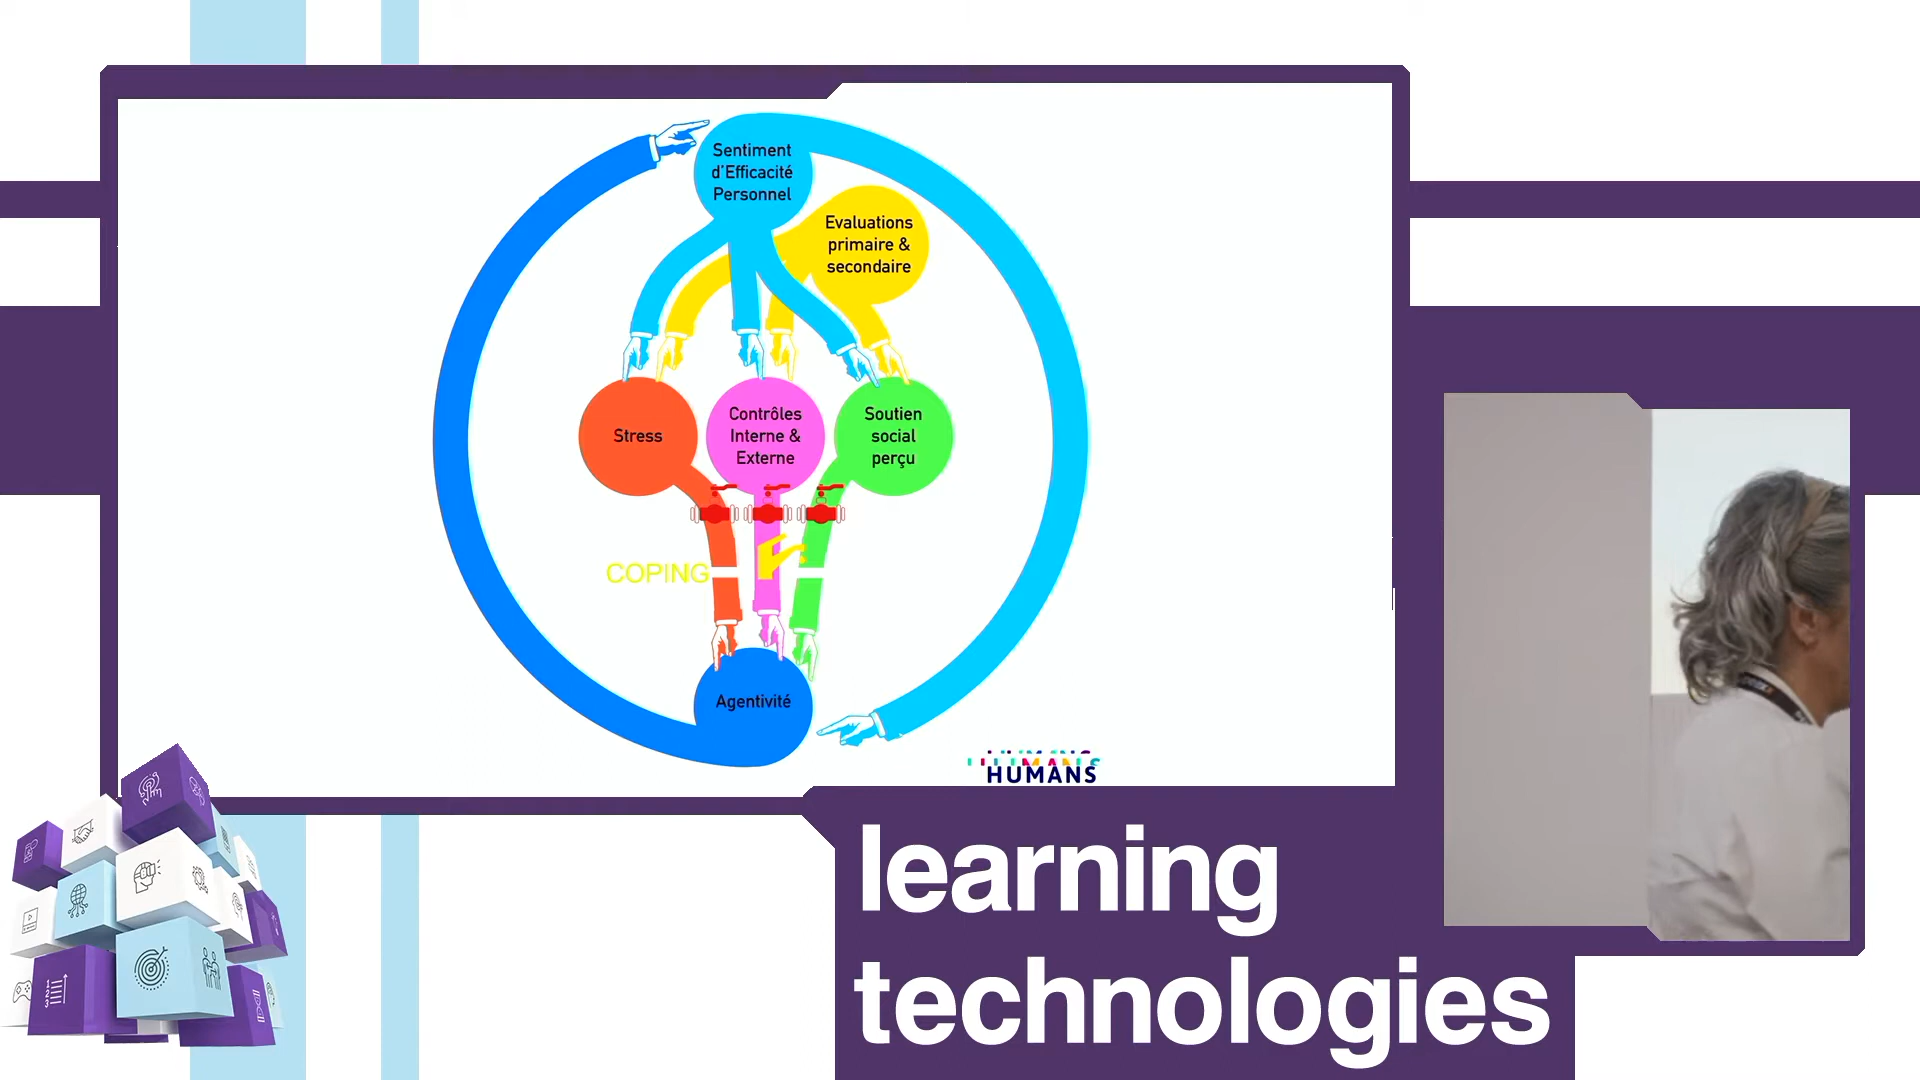 Sentiment
d'Efficacité
Personnel
Evaluations
primaire &
secondaire
Stress
Contrôles
Interne &
Externe
Soutien
social
perçu
COPING
Agentivité
HUMANS
learning
technologies